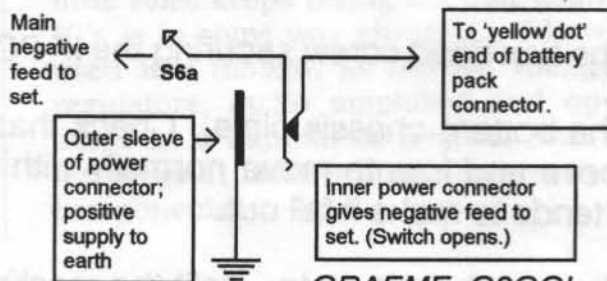 Main
negative
feed to
set.
S6a
To 'yellow dot'
end of battery
pack
connector.
Outer sleeve
of power
connector;
positive
supply to
earth
Inner power connector
gives negative feed to
set. (Switch opens.)